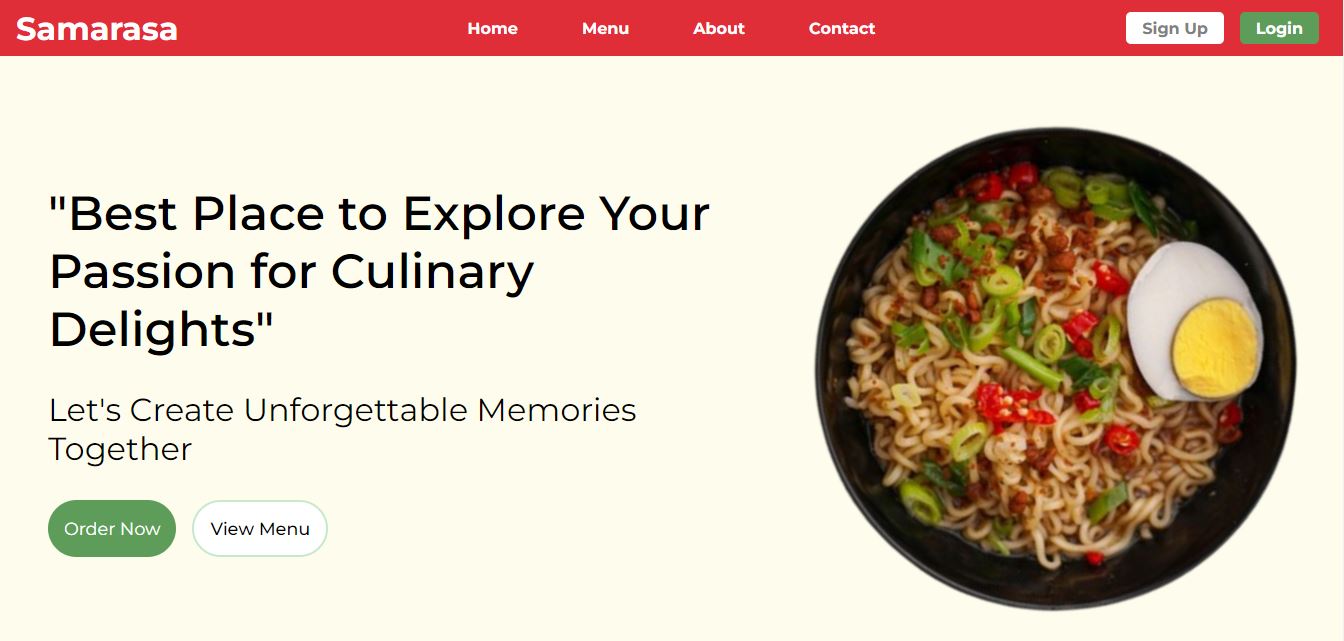 Samarasa
Home Menu About Contact
Sign Up Login
"Best Place to Explore Your
Passion for Culinary
Delights"
Let's Create Unforgettable Memories
Together
Order Now View Menu